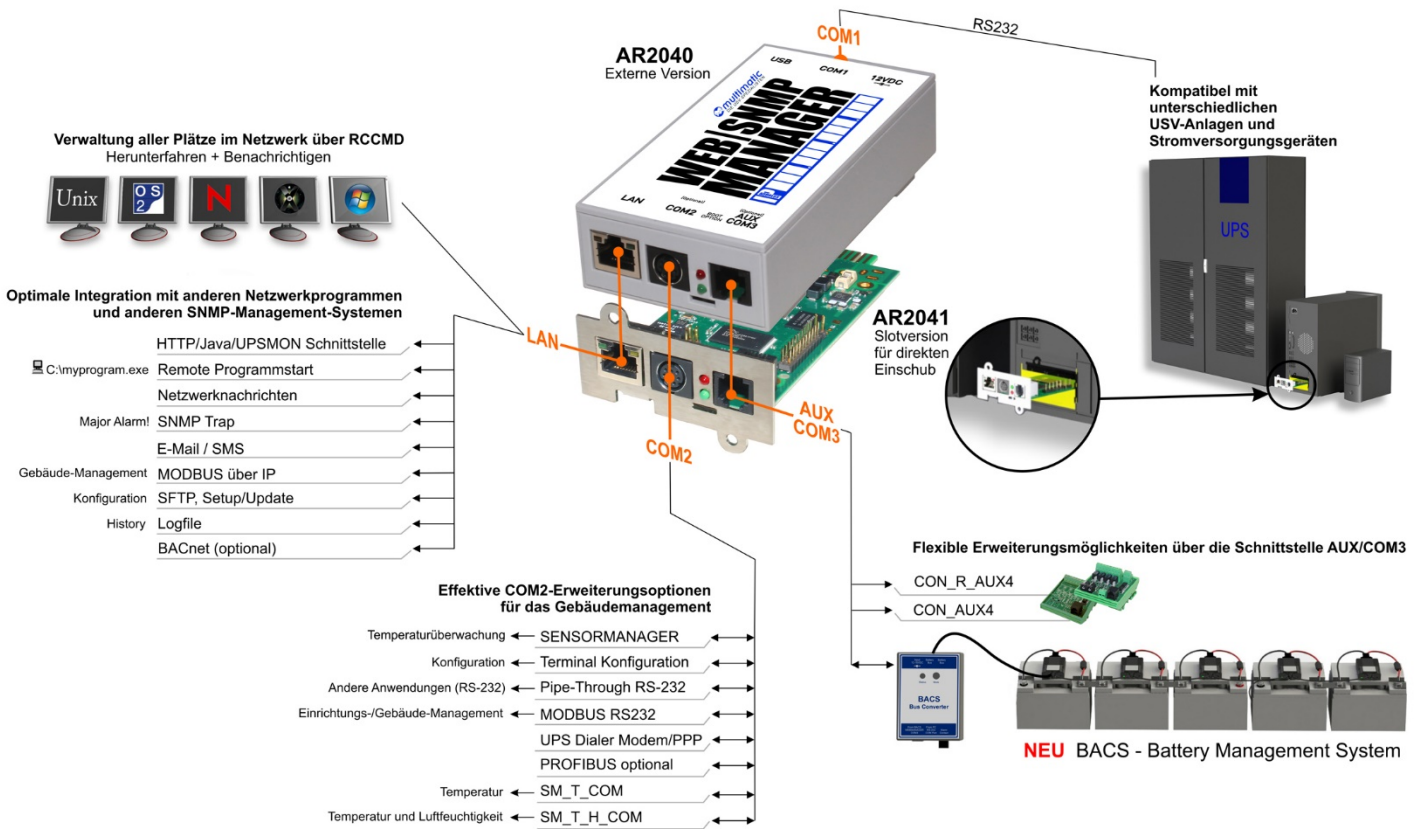 COM1
RS232
AR2040
Externe Version
USB
COM1
12VDC
multimatic
WEB/SNMP
MANAGER
LAN
(Optional)
COM2
BOOT
OPTION
(Optional)
AUX
COM3
Kompatibel mit
unterschiedlichen
USV-Anlagen und
Stromversorgungsgeräten
UPS
Verwaltung aller Plätze im Netzwerk über RCCMD
Herunterfahren + Benachrichtigen
Unix
OS
2
N
Optimale Integration mit anderen Netzwerkprogrammen
und anderen SNMP-Management-Systemen
HTTP/Java/UPSMON Schnittstelle
C:\myprogram.exe Remote Programmstart
Netzwerknachrichten
Major Alarm! SNMP Trap
E-Mail / SMS
Gebäude-Management MODBUS über IP
Konfiguration SFTP, Setup/Update
History Logfile
BACnet (optional)
LAN
COM2
AUX
COM3
AR2041
Slotversion
für direkten
Einschub
Effektive COM2-Erweiterungsoptionen
für das Gebäudemanagement
Temperaturüberwachung SENSORMANAGER
Konfiguration Terminal Konfiguration
Andere Anwendungen (RS-232) Pipe-Through RS-232
Einrichtungs-/Gebäude-Management MODBUS RS232
UPS Dialer Modem/PPP
PROFIBUS optional
Temperatur SM_T_COM
Temperatur und Luftfeuchtigkeit SM_T_H_COM
Flexible Erweiterungsmöglichkeiten über die Schnittstelle AUX/COM3
CON_R_AUX4
CON_AUX4
BACS
Bus Converter
NEU BACS - Battery Management System